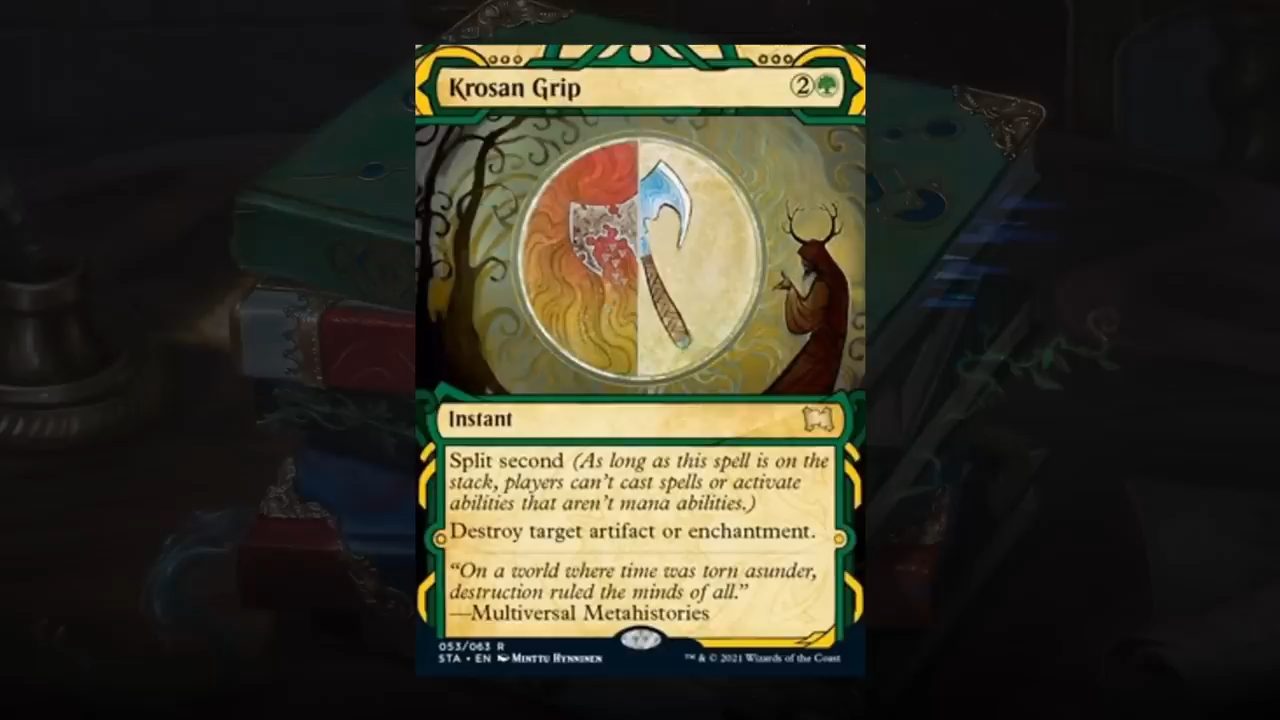 Krosan Grip 2
Instant
Split second (As long as this spell is on the
stack, players can't cast spells or activate
abilities that aren't mana abilities.)
Destroy target artifact or enchantment.
"On a world where time was torn asunder,
destruction ruled the minds of all."
—Multiversal Metahistories
053/063 R
STA • EN Minttu Hynninen
™ & © 2021 Wizards of the Coast